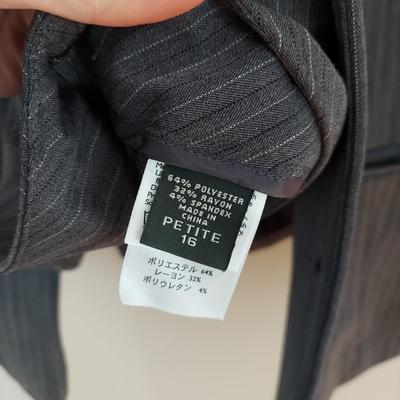 64% POLYESTER
32% RAYON
4% SPANDEX
MADE IN
CHINA
PETITE
16
ポリエステル 64%
レーヨン 32%
ポリウレタン 4%